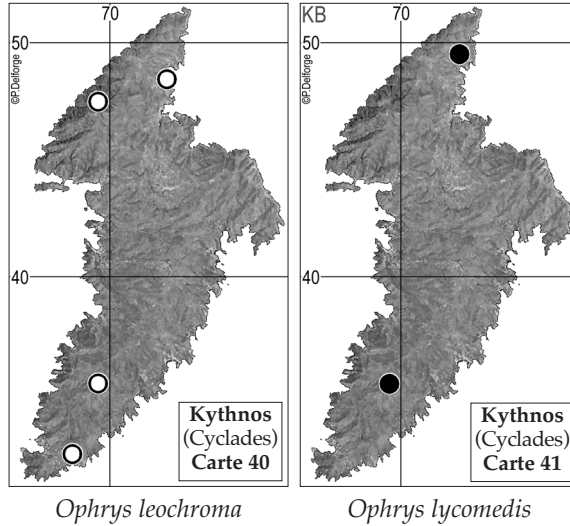 70
50
©P.Delforge
40
Kythnos
(Cyclades)
Carte 40
Ophrys leochroma
KB
70
50
©P.Delforge
40
Kythnos
(Cyclades)
Carte 41
Ophrys lycomedis